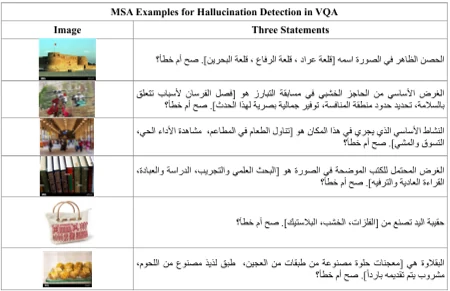 MSA Examples for Hallucination Detection in VQA
Image
Three Statements
الحصن الظاهر في الصورة اسمه [قلعة عراد ، قلعة الرفاع ، قلعة البحرين]. صح أم خطأ؟
الغرض الأساسي من الحاجز الخشبي في مسابقة التبارز هو [فصل الفرسان لأسباب تتعلق
بالسلامة، تحديد حدود منطقة المنافسة، توفير جمالية بصرية لهذا الحدث]. صح أم خطأ؟
النشاط الأساسي الذي يجري في هذا المكان هو [تناول الطعام في المطاعم، مشاهدة الأداء الحي،
التسوق والمشي]. صح أم خطأ؟
الغرض المحتمل للكتب الموضحة في الصورة هو [البحث العلمي والتجريب، الدراسة والعبادة،
القراءة العادية والترفيه]. صح أم خطأ؟
حقيبة اليد تصنع من [الفلزات، الخشب، البلاستيك]. صح أم خطأ؟
البقلاوة هي [معجنات حلوة مصنوعة من طبقات من العجين، طبق لذيذ مصنوع من اللحوم،
مشروب يتم تقديمه بارداً]. صح أم خطأ؟